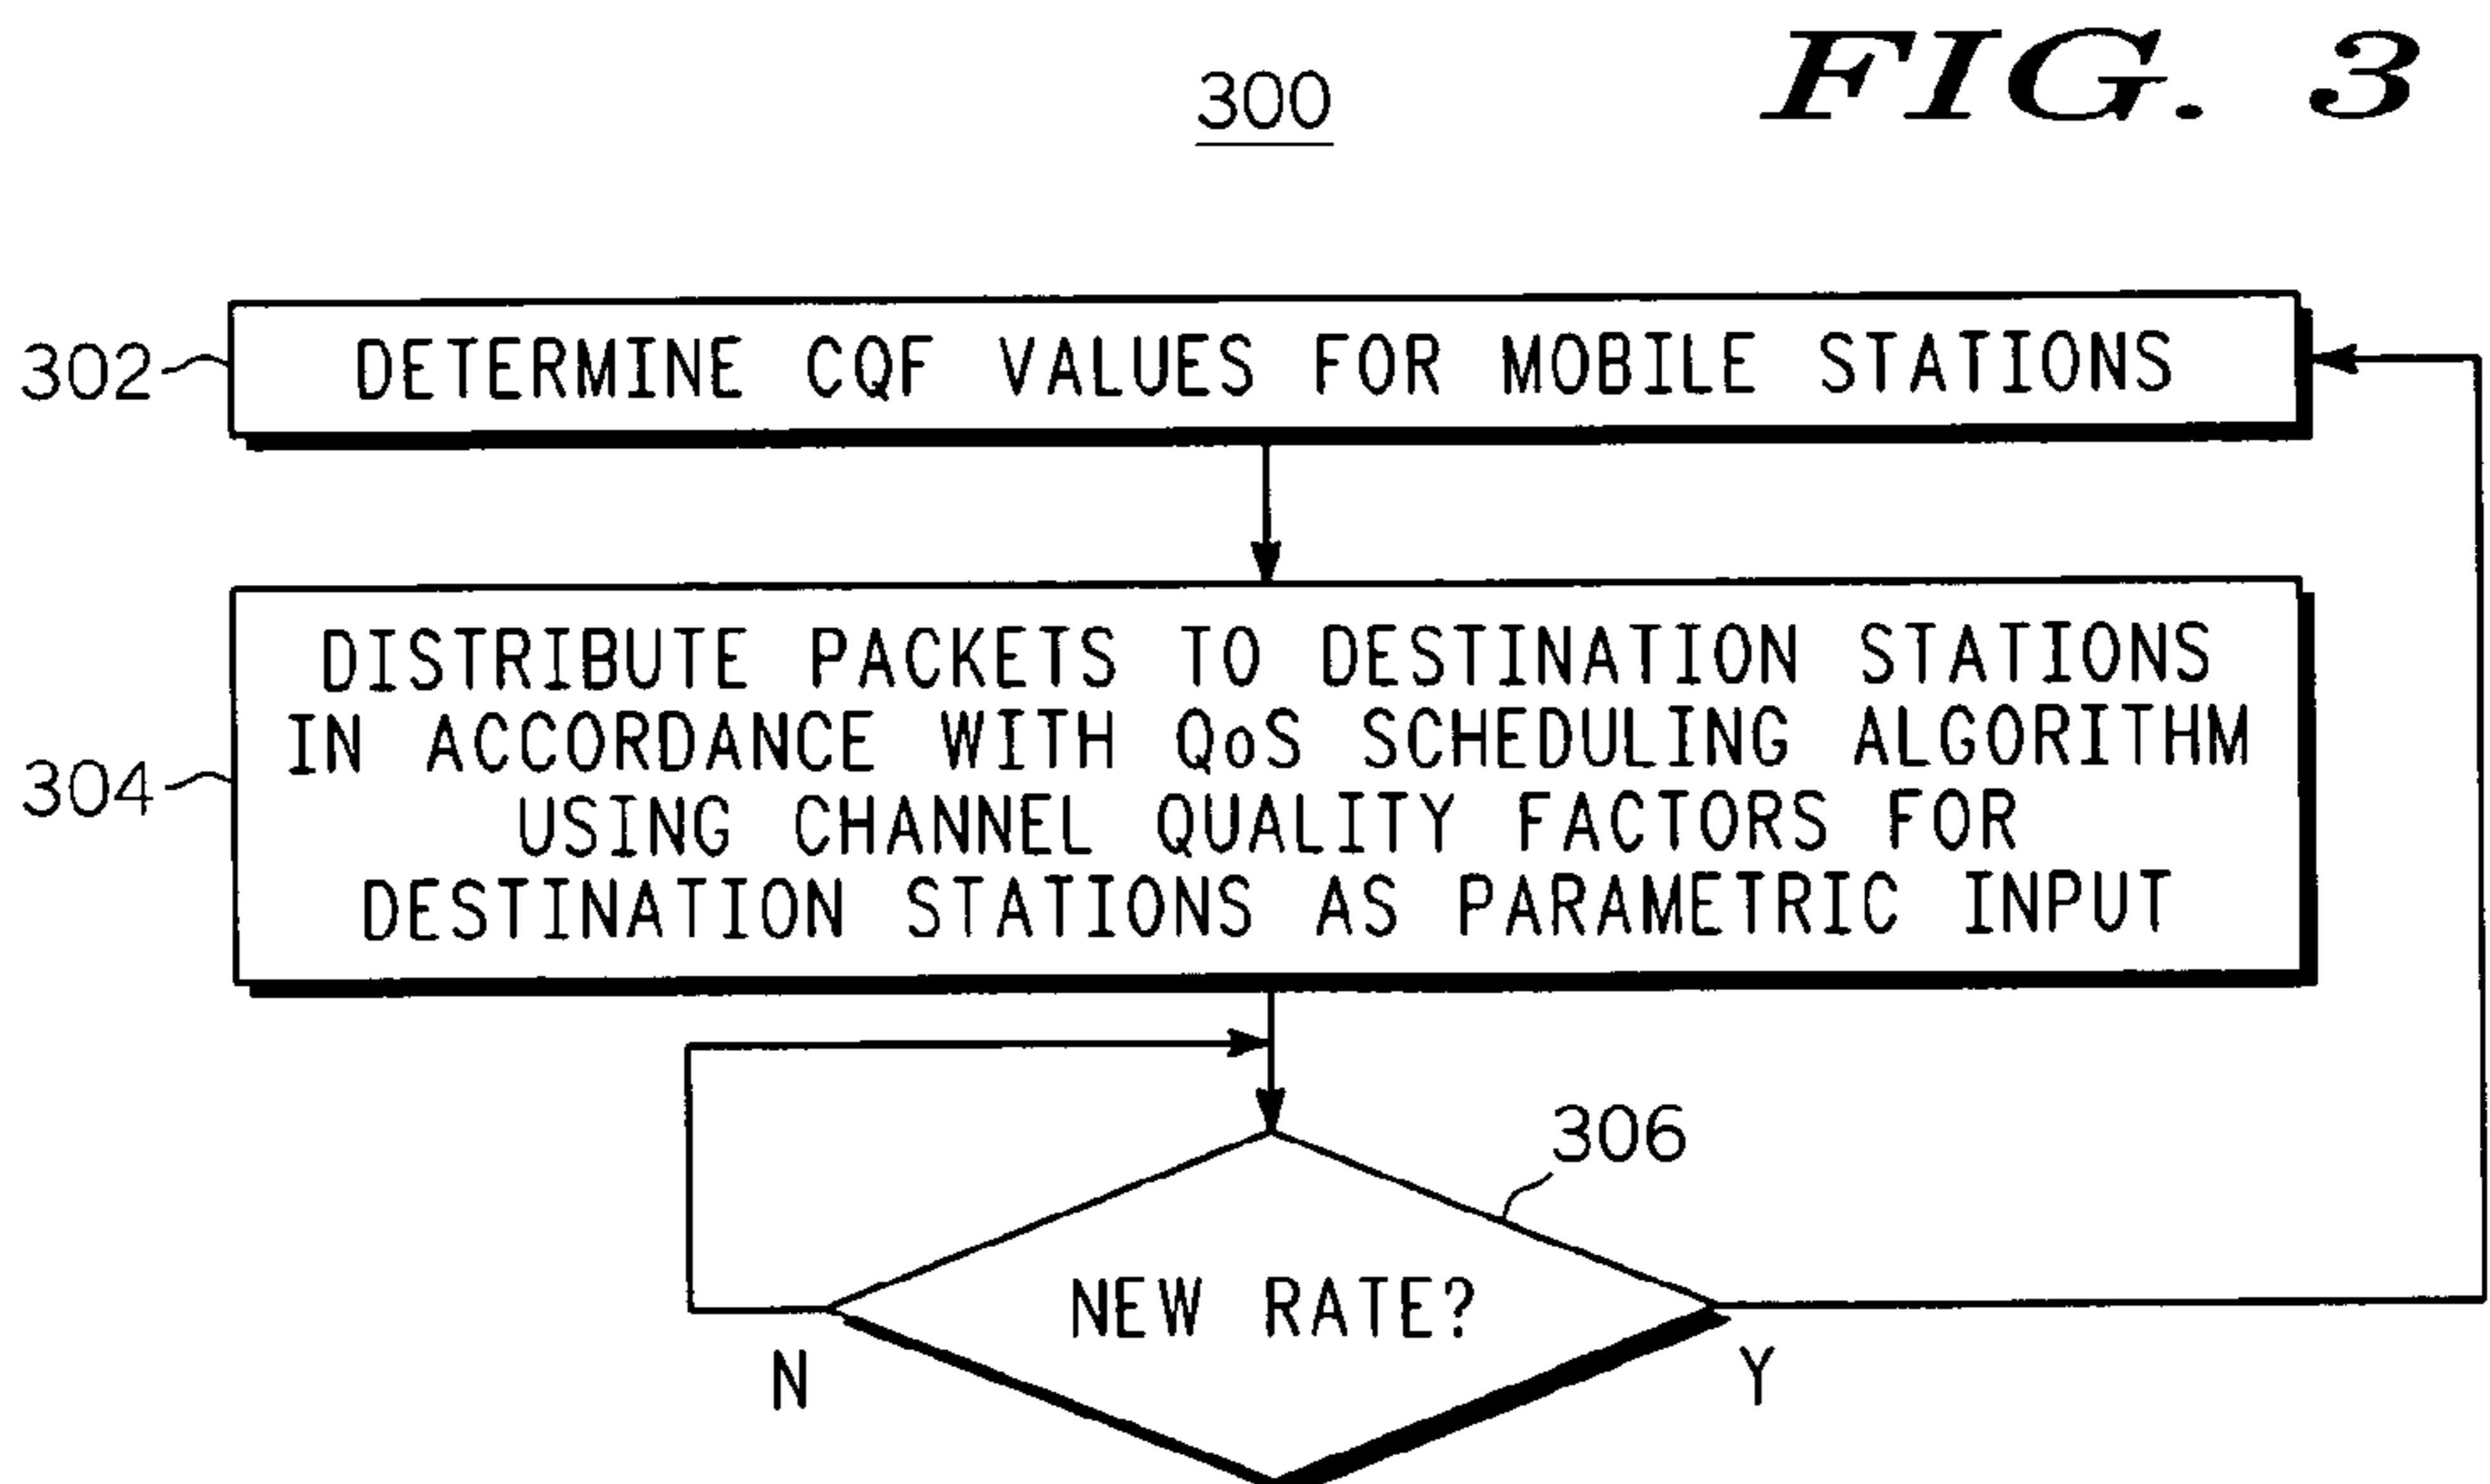 FIG. 3
300
302
DETERMINE CQF VALUES FOR MOBILE STATIONS
304
DISTRIBUTE PACKETS TO DESTINATION STATIONS
IN ACCORDANCE WITH QoS SCHEDULING ALGORITHM
USING CHANNEL QUALITY FACTORS FOR
DESTINATION STATIONS AS PARAMETRIC INPUT
306
NEW RATE?
N
Y